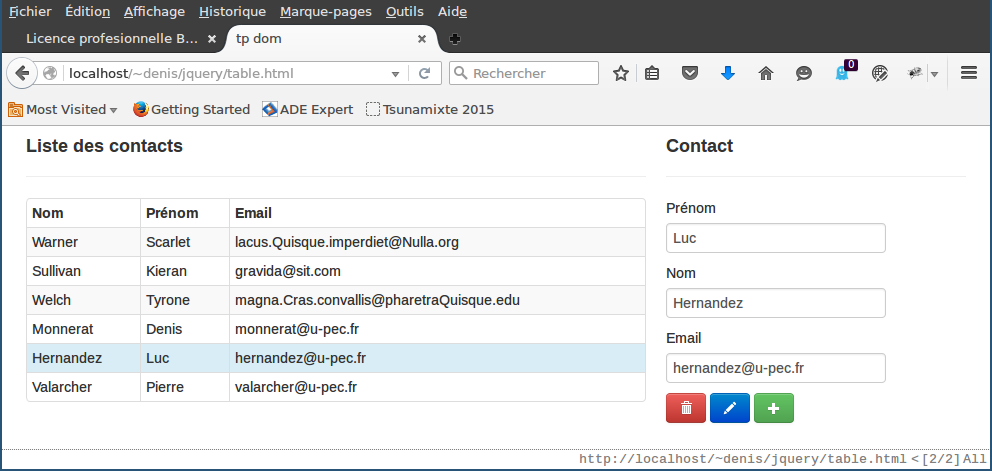 Fichier Édition Affichage Historique Marque-pages Outils Aide
Licence profesionnelle B... tp dom
localhost/~denis/jquery/table.html Rechercher 0
Most Visited Getting Started ADE Expert Tsunamixte 2015
Liste des contacts
Nom Prénom Email
Warner Scarlet lacus.Quisque.imperdiet@Nulla.org
Sullivan Kieran gravida@sit.com
Welch Tyrone magna.Cras.convallis@pharetraQuisque.edu
Monnerat Denis monnerat@u-pec.fr
Hernandez Luc hernandez@u-pec.fr
Valarcher Pierre valarcher@u-pec.fr
Contact
Prénom
Luc
Nom
Hernandez
Email
hernandez@u-pec.fr
http://localhost/~denis/jquery/table.html <[2/2] All